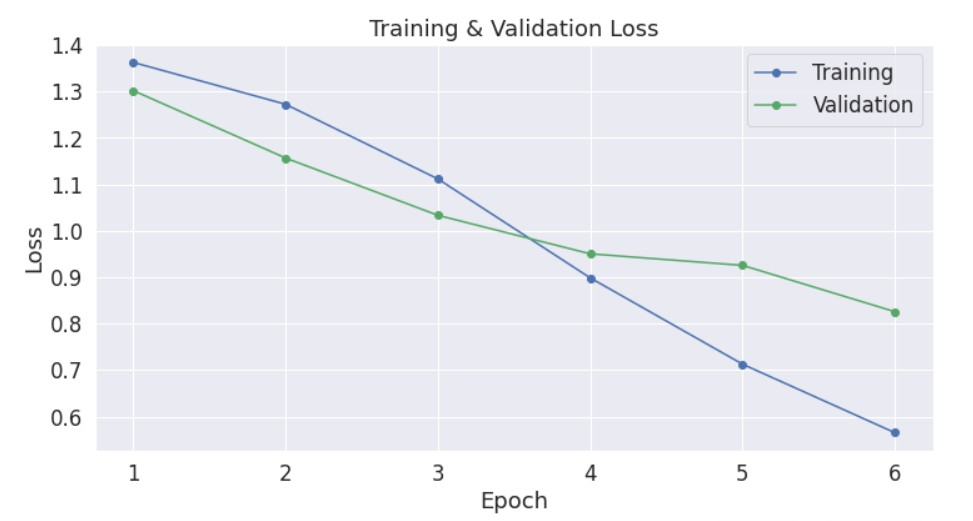 Training & Validation Loss
Training
Validation
1.4
1.3
1.2
1.1
1.0
0.9
0.8
0.7
0.6
Loss
1 2 3 4 5 6
Epoch